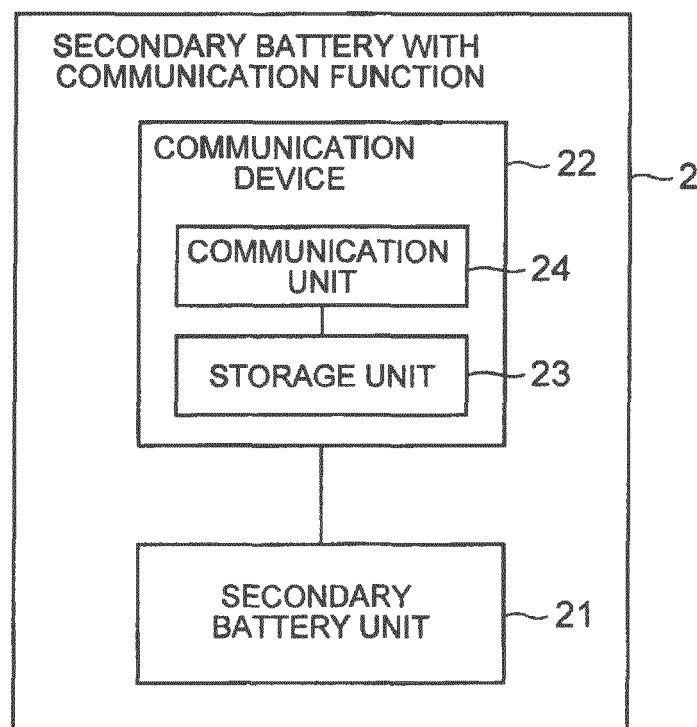 SECONDARY BATTERY WITH
COMMUNICATION FUNCTION
COMMUNICATION
DEVICE
22
2
COMMUNICATION
UNIT
24
STORAGE UNIT
23
SECONDARY
BATTERY UNIT
21